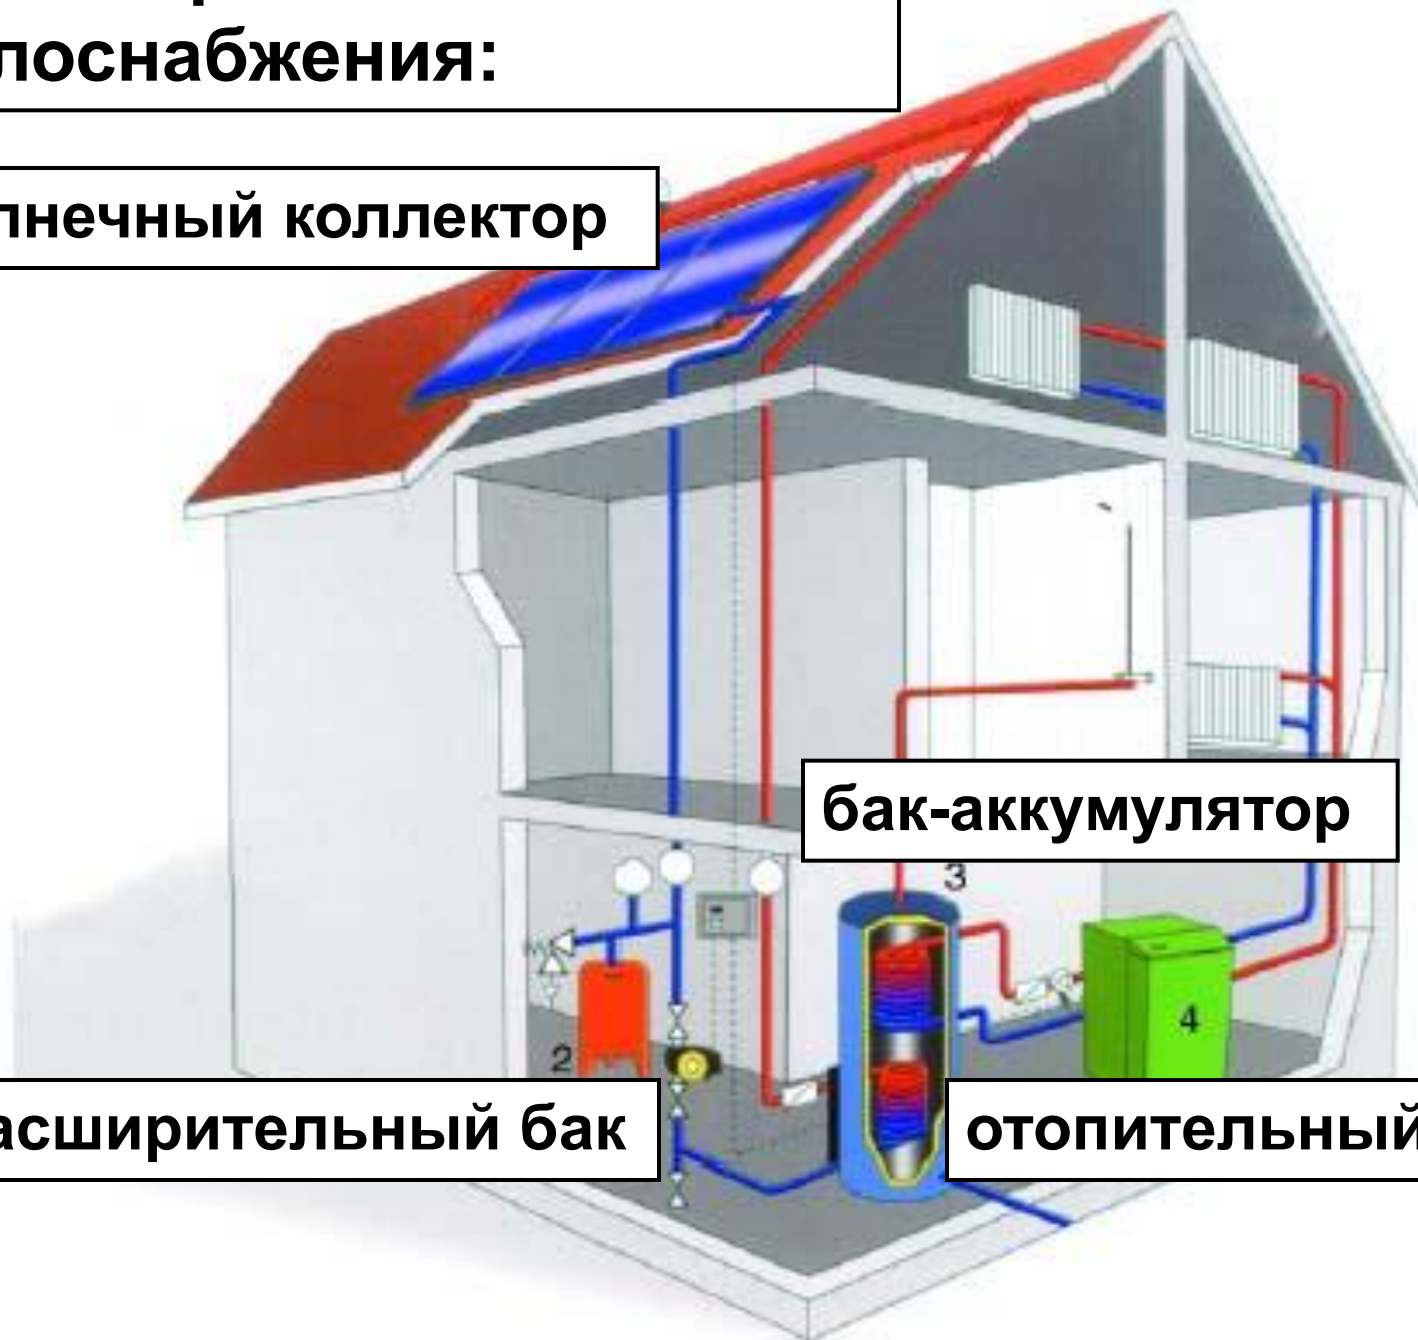 лоснабжения:
лнечный коллектор
бак-аккумулятор
3
4
2
асширительный бак
отопительный